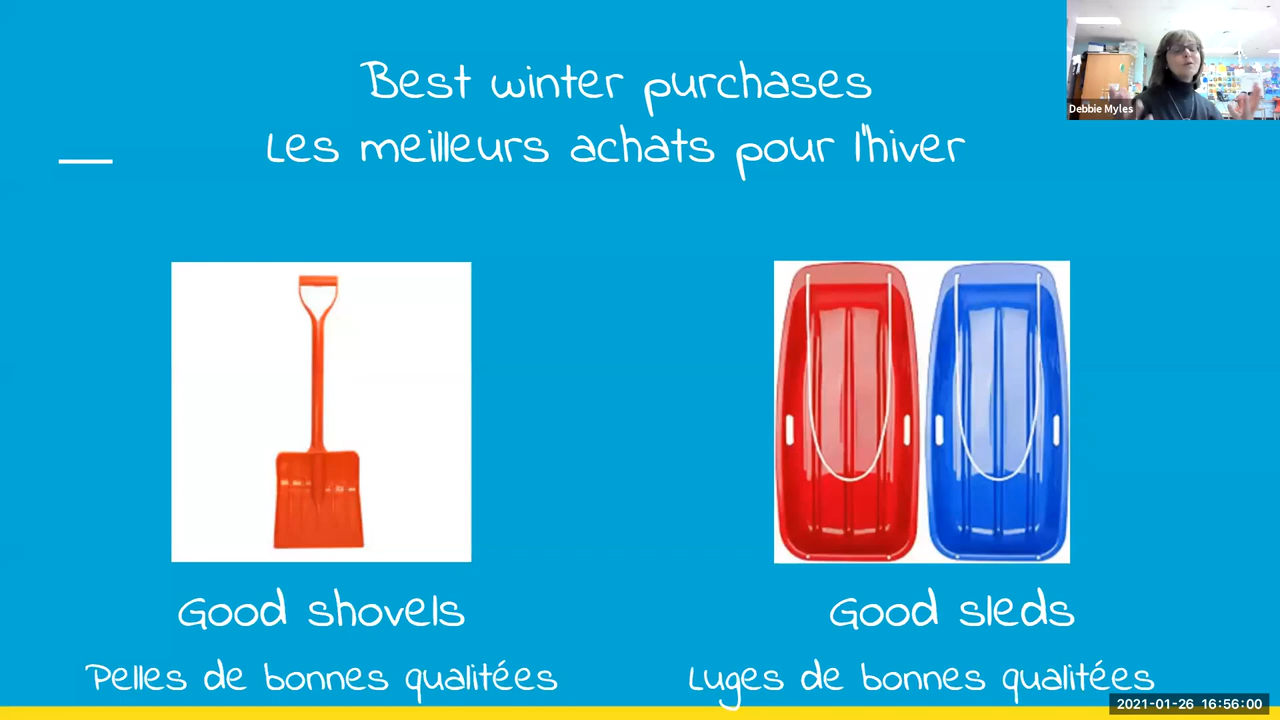 Best winter purchases
Les meilleurs achats pour l'hiver
Debbie Myles
Good shovels
Good sleds
Pelles de bonnes qualitées
Luges de bonnes qualitées
2021-01-26 16:56:00